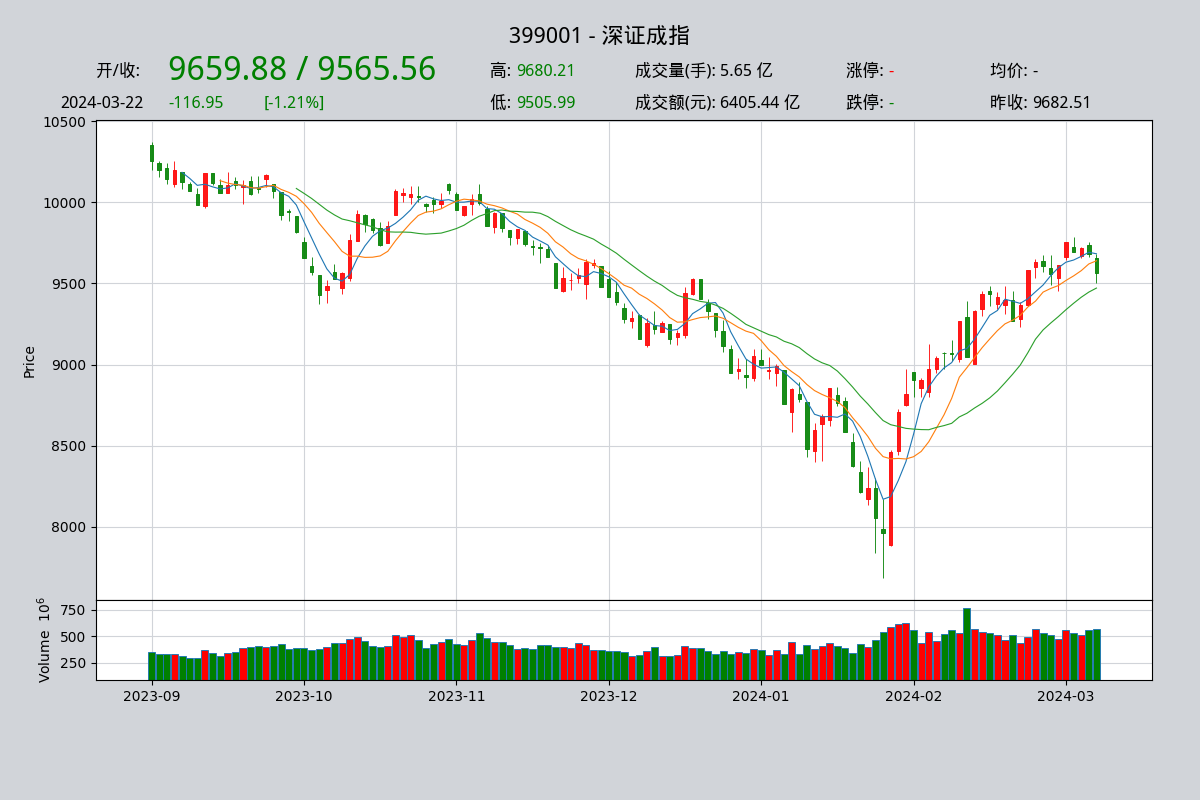 399001 - 深证成指
开/收: 9659.88 / 9565.56 高: 9680.21 成交量(手): 5.65 亿 涨停: - 均价: -
2024-03-22 -116.95 [-1.21%] 低: 9505.99 成交额(元): 6405.44 亿 跌停: - 昨收: 9682.51
10500
10000
9500
9000
8500
8000
Price
750
500
250
Volume 10^6
2023-09 2023-10 2023-11 2023-12 2024-01 2024-02 2024-03